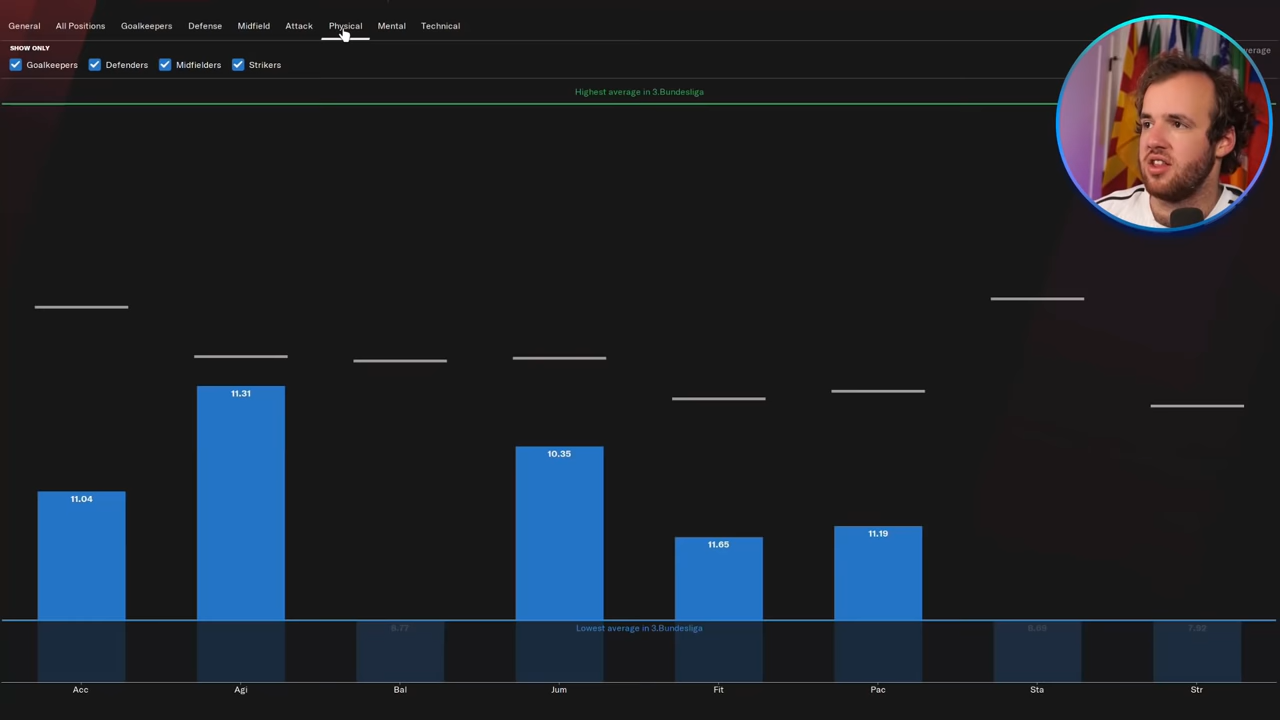 General All Positions Goalkeepers Defense Midfield Attack Physical Mental Technical
SHOW ONLY
Goalkeepers Defenders Midfielders Strikers
Highest average in 3.Bundesliga
11.31
10.35
11.04
11.19
11.65
Lowest average in 3.Bundesliga
7.52
Acc Agi Bal Jum Fit Pac Sta Str